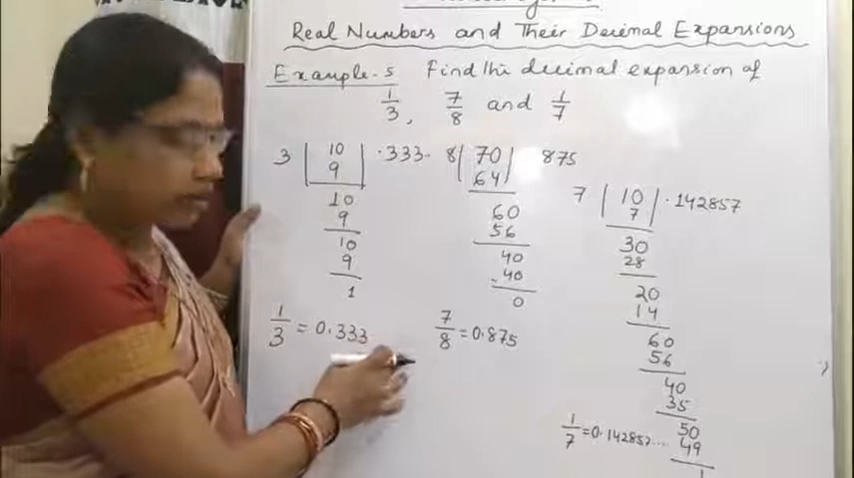 Real Numbers and Their Decimal Expansions
Example-5 Find the decimal expansion of
1/3, 7/8 and 1/7
3 | 10 | .333.
9
10
9
10
9
1
1/3 = 0.333
8 | 70 | 875
64
60
56
40
-40
0
7/8 = 0.875
7 | 10 | .142857
7
30
28
20
14
60
56
40
35
50
49
1
1/7 = 0.142857....